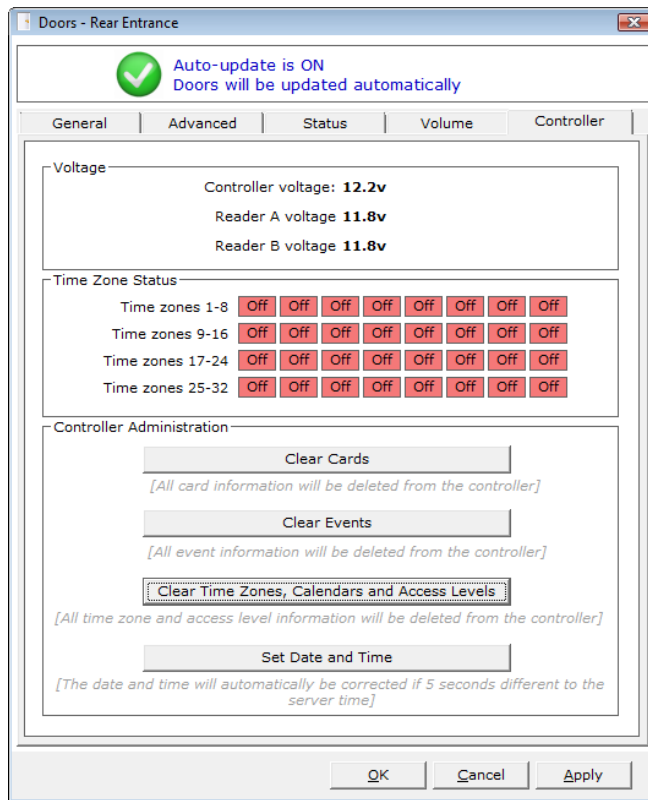 Doors - Rear Entrance
Auto-update is ON
Doors will be updated automatically
General Advanced Status Volume Controller
Voltage
Controller voltage: 12.2v
Reader A voltage 11.8v
Reader B voltage 11.8v
Time Zone Status
Time zones 1-8 Off Off Off Off Off Off Off Off
Time zones 9-16 Off Off Off Off Off Off Off Off
Time zones 17-24 Off Off Off Off Off Off Off Off
Time zones 25-32 Off Off Off Off Off Off Off Off
Controller Administration
Clear Cards
[All card information will be deleted from the controller]
Clear Events
[All event information will be deleted from the controller]
Clear Time Zones, Calendars and Access Levels
[All time zone and access level information will be deleted from the controller]
Set Date and Time
[The date and time will automatically be corrected if 5 seconds different to the
server time]
OK Cancel Apply